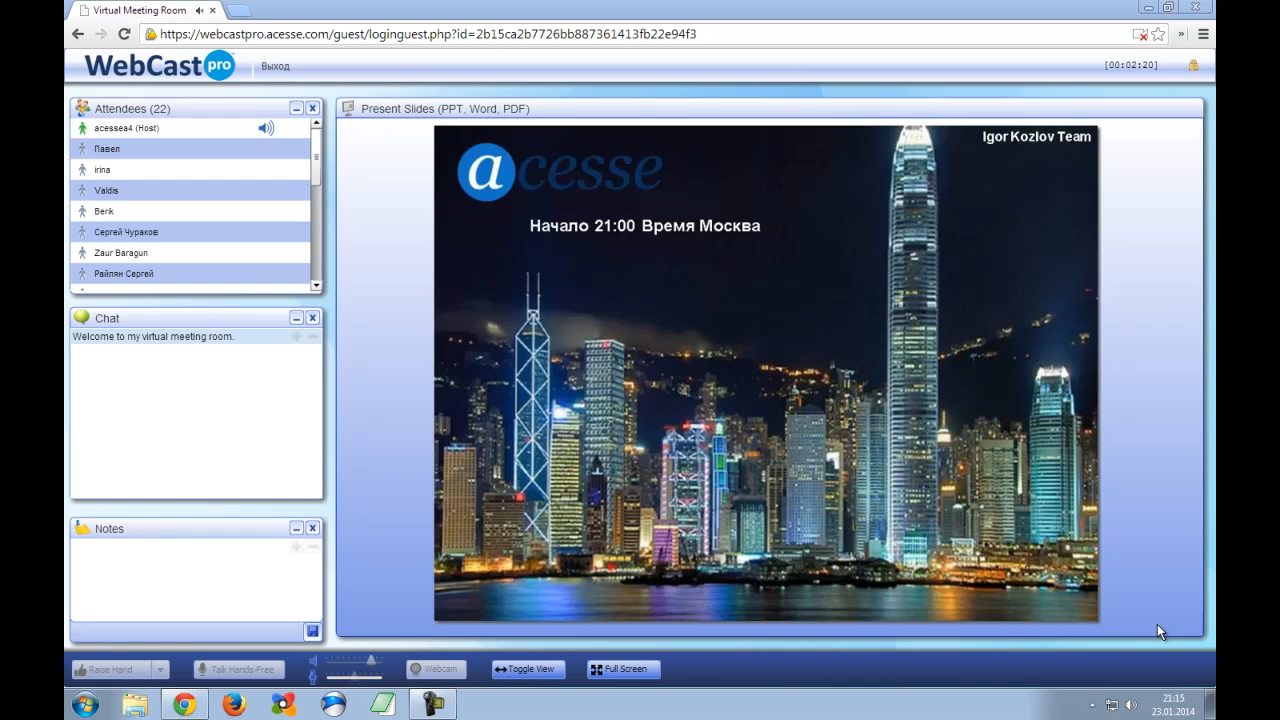 Virtual Meeting Room
https://webcastpro.acesse.com/guest/loginguest.php?id=2b15ca2b7726bb887361413fb22e94f3
WebCast pro
Выход
[00:02:20]
Attendees (22)
acessea4 (Host)
Павел
irina
Valdis
Berik
Сергей Чураков
Zaur Baragun
Райлян Сергей
Chat
Welcome to my virtual meeting room.
Notes
Present Slides (PPT, Word, PDF)
Igor Kozlov Team
acesse
Начало 21:00 Время Москва
Raise Hand
Talk Hands-Free
Webcam
Toggle View
Full Screen
21:15
23.01.2014